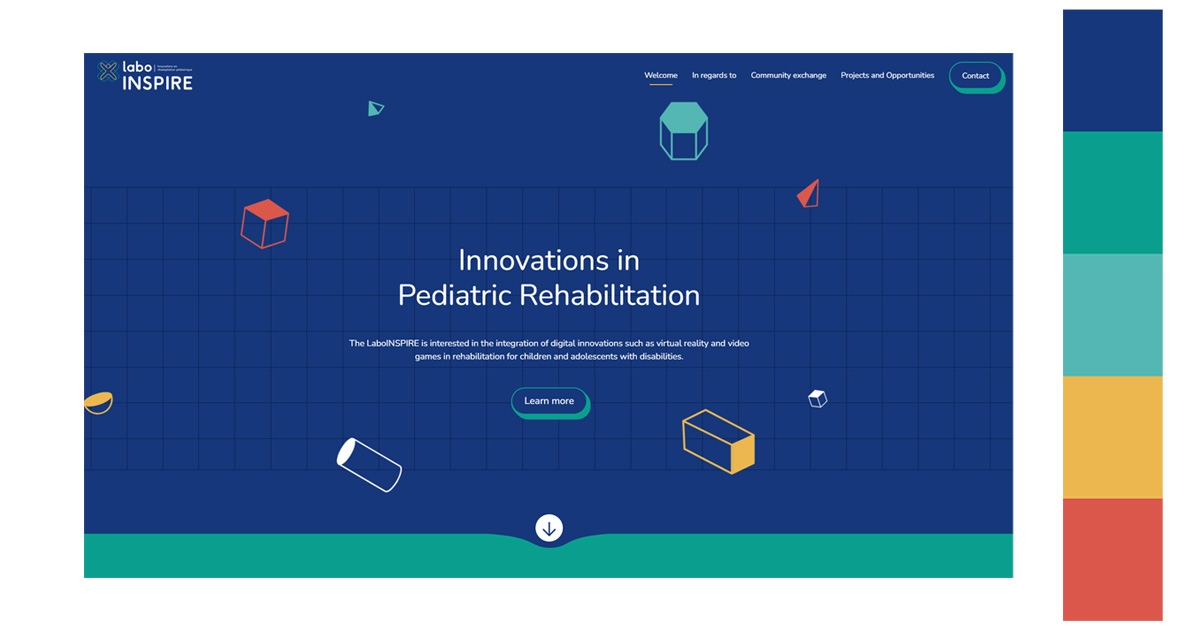 labo
INSPIRE
Welcome
In regards to
Community exchange
Projects and Opportunities
Contact
Innovations in
Pediatric Rehabilitation
The LaboINSPIRE is interested in the integration of digital innovations such as virtual reality and video
games in rehabilitation for children and adolescents with disabilities.
Learn more